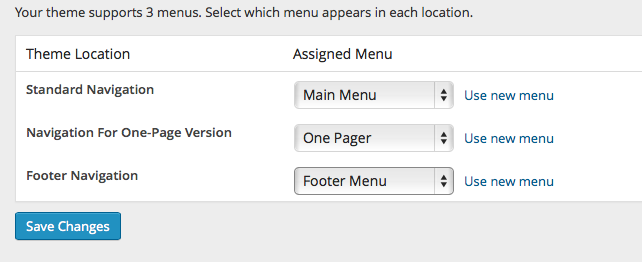 Your theme supports 3 menus. Select which menu appears in each location.
Theme Location Assigned Menu
Standard Navigation Main Menu Use new menu
Navigation For One-Page Version One Pager Use new menu
Footer Navigation Footer Menu Use new menu
Save Changes